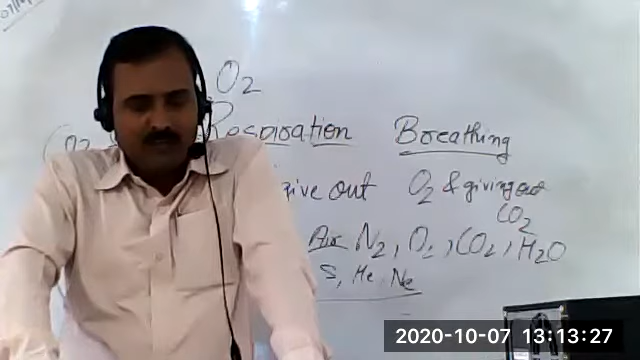 O2
Respiration Breathing
give out O2 & giving out
CO2
Air N2, O2, CO2, H2O
S, He, Ne
2020-10-07 13:13:27